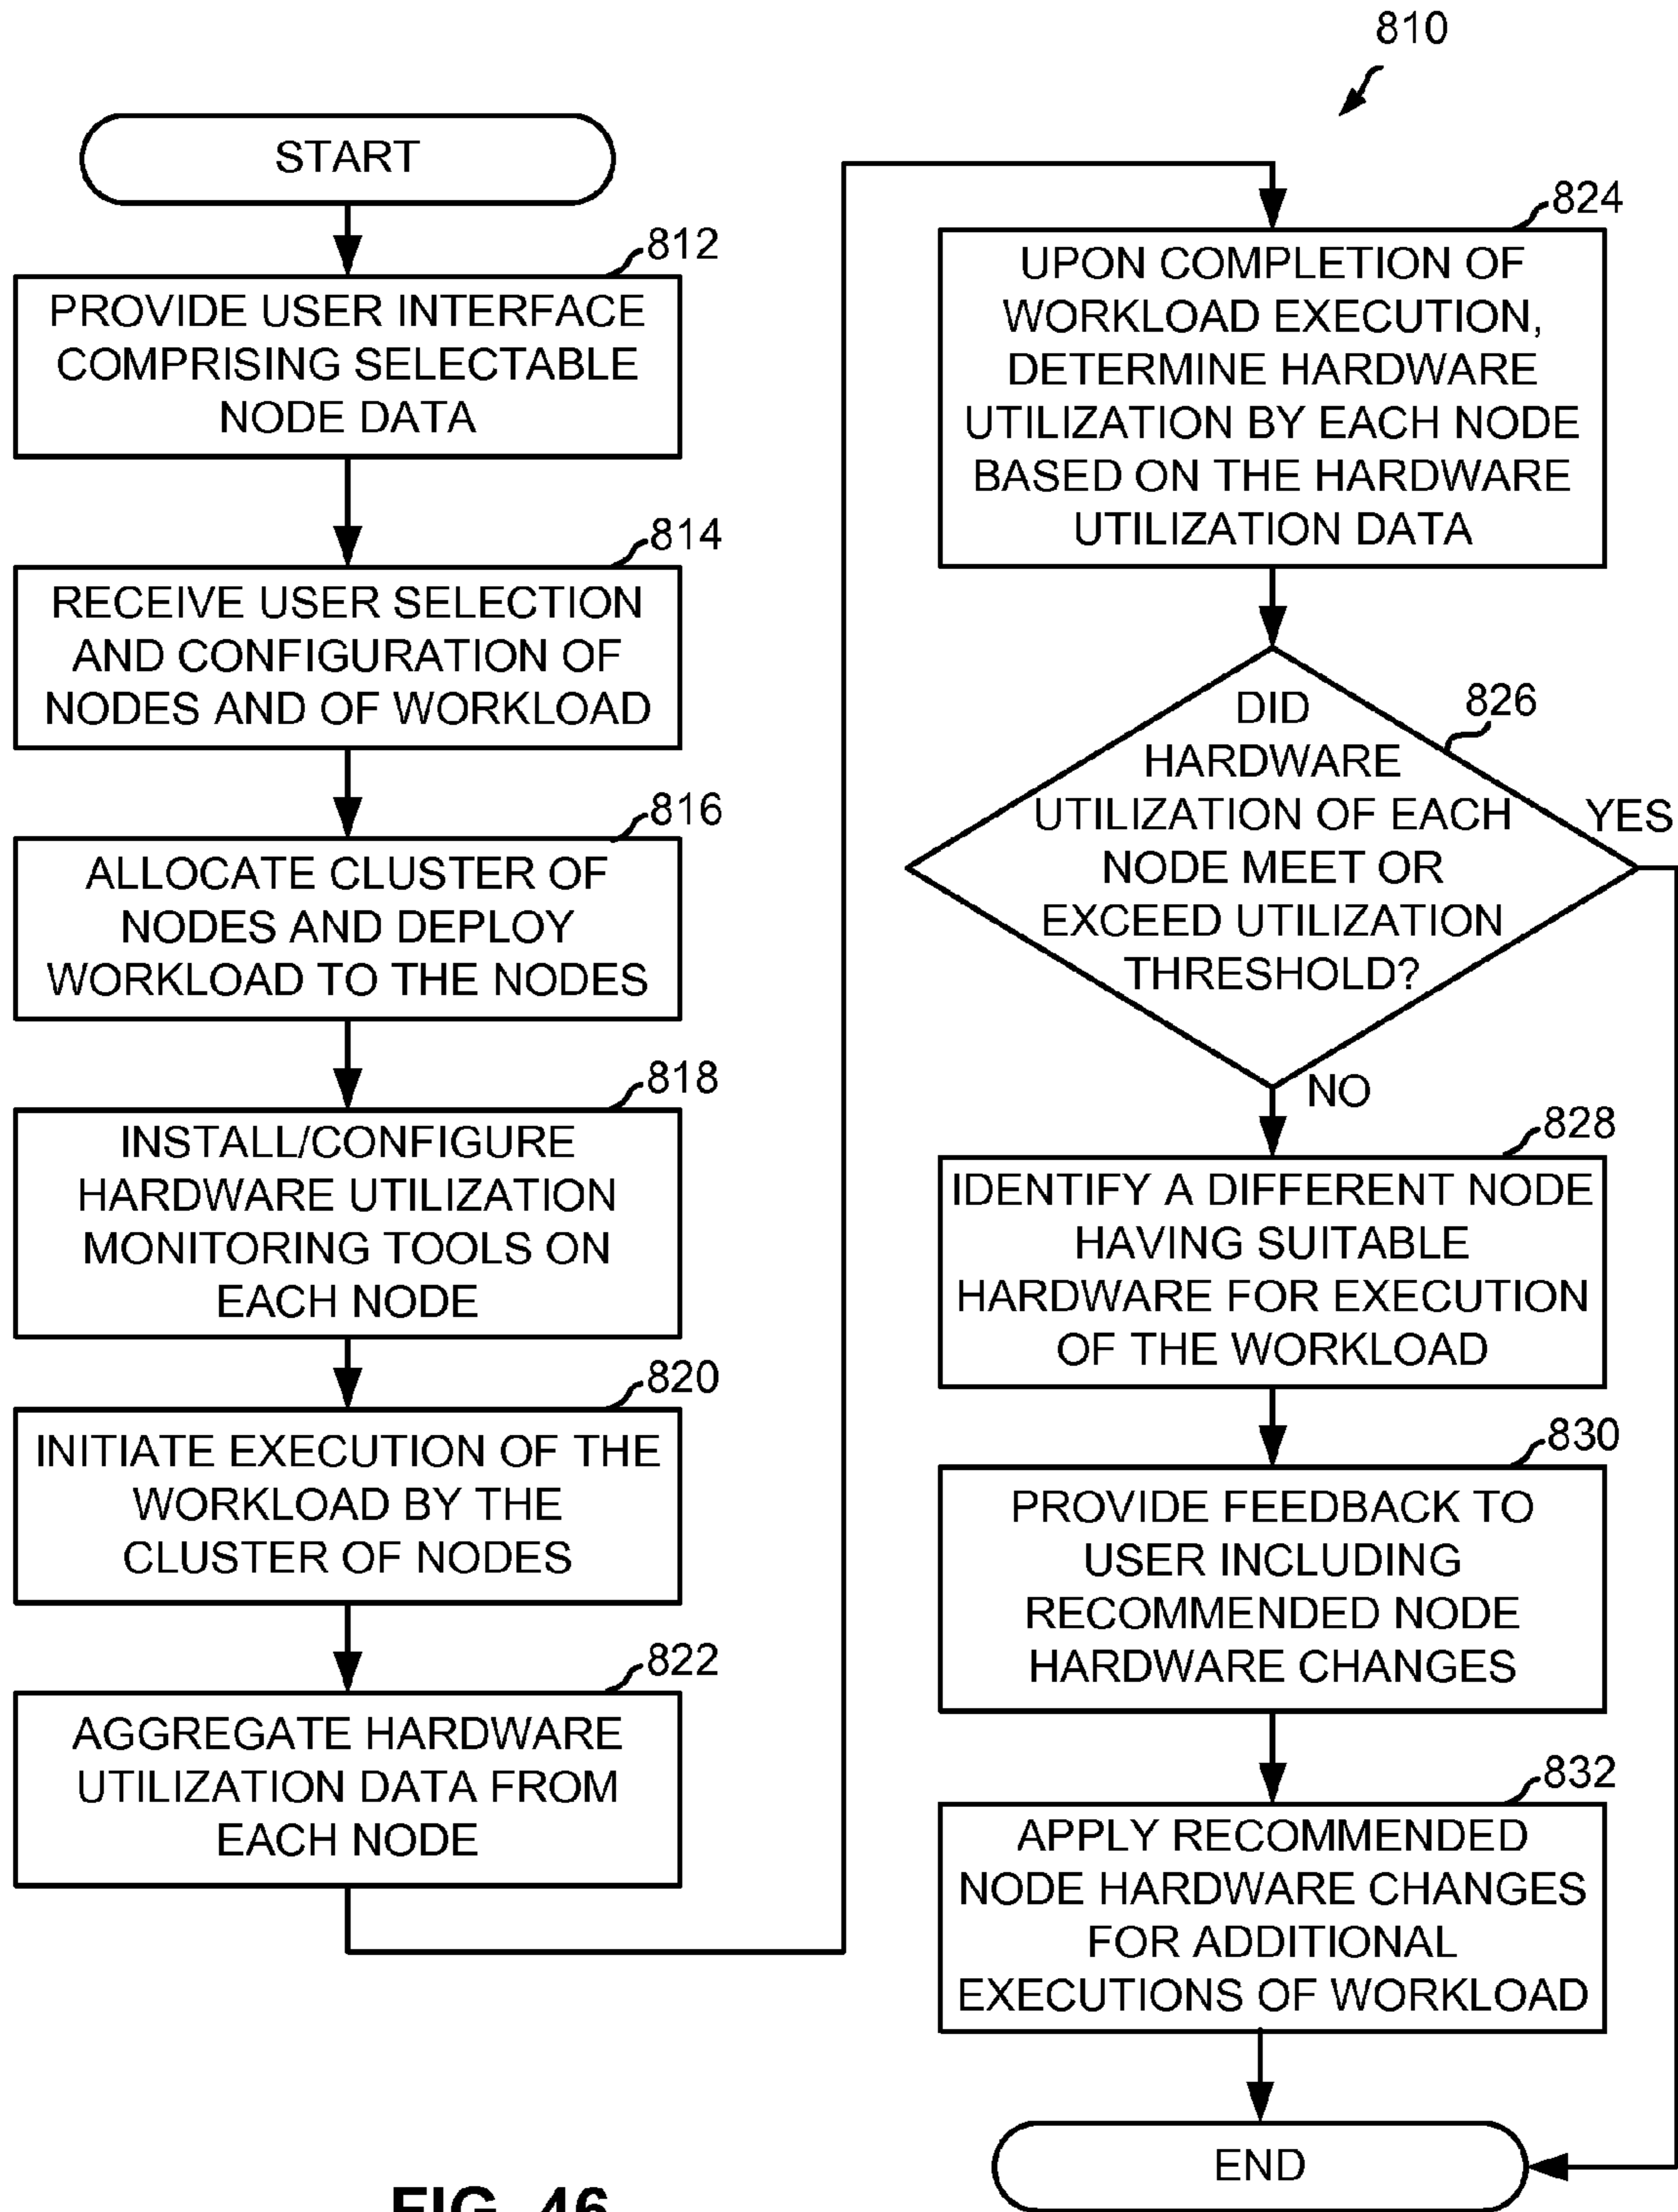 810
START
812
PROVIDE USER INTERFACE
COMPRISING SELECTABLE
NODE DATA
814
RECEIVE USER SELECTION
AND CONFIGURATION OF
NODES AND OF WORKLOAD
816
ALLOCATE CLUSTER OF
NODES AND DEPLOY
WORKLOAD TO THE NODES
818
INSTALL/CONFIGURE
HARDWARE UTILIZATION
MONITORING TOOLS ON
EACH NODE
820
INITIATE EXECUTION OF THE
WORKLOAD BY THE
CLUSTER OF NODES
822
AGGREGATE HARDWARE
UTILIZATION DATA FROM
EACH NODE
824
UPON COMPLETION OF
WORKLOAD EXECUTION,
DETERMINE HARDWARE
UTILIZATION BY EACH NODE
BASED ON THE HARDWARE
UTILIZATION DATA
826
DID
HARDWARE
UTILIZATION OF EACH
NODE MEET OR
EXCEED UTILIZATION
THRESHOLD?
YES
NO
828
IDENTIFY A DIFFERENT NODE
HAVING SUITABLE
HARDWARE FOR EXECUTION
OF THE WORKLOAD
830
PROVIDE FEEDBACK TO
USER INCLUDING
RECOMMENDED NODE
HARDWARE CHANGES
832
APPLY RECOMMENDED
NODE HARDWARE CHANGES
FOR ADDITIONAL
EXECUTIONS OF WORKLOAD
END
FIG. 46